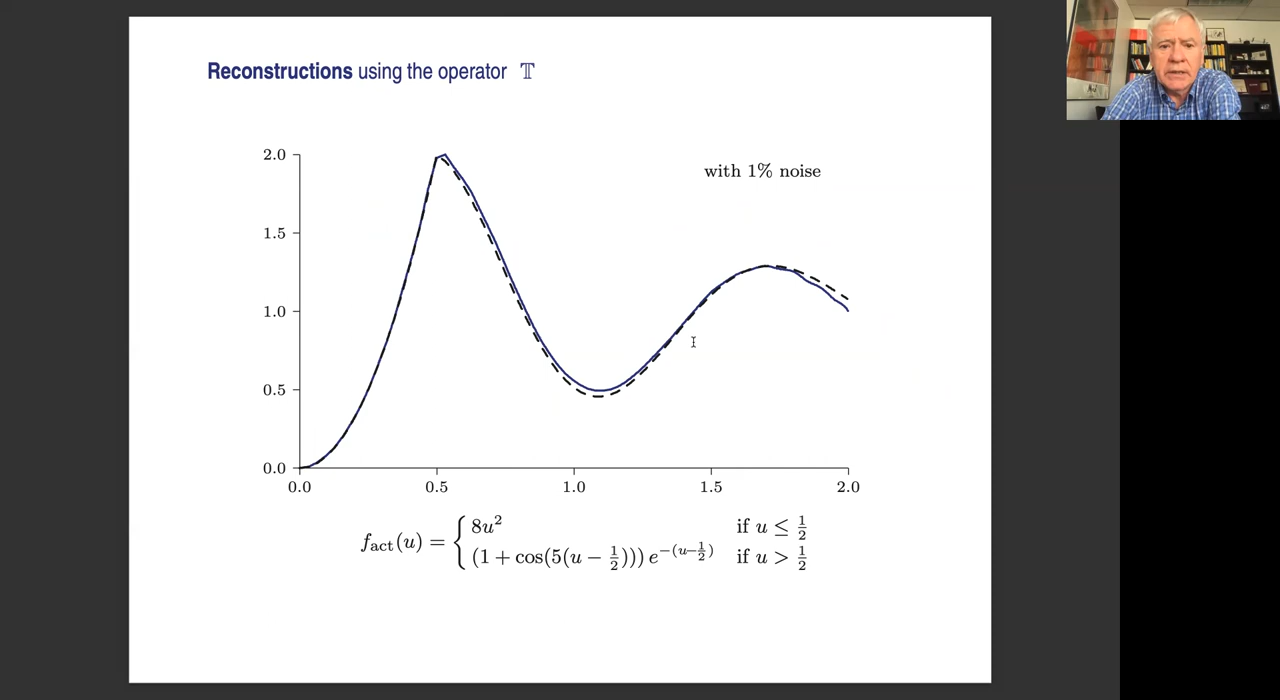 Reconstructions using the operator 𝕋
with 1% noise
2.0
1.5
1.0
0.5
0.0
0.0 0.5 1.0 1.5 2.0
f_act(u) = { 8u² if u ≤ 1/2
(1 + cos(5(u − 1/2))) e^{−(u−1/2)} if u > 1/2